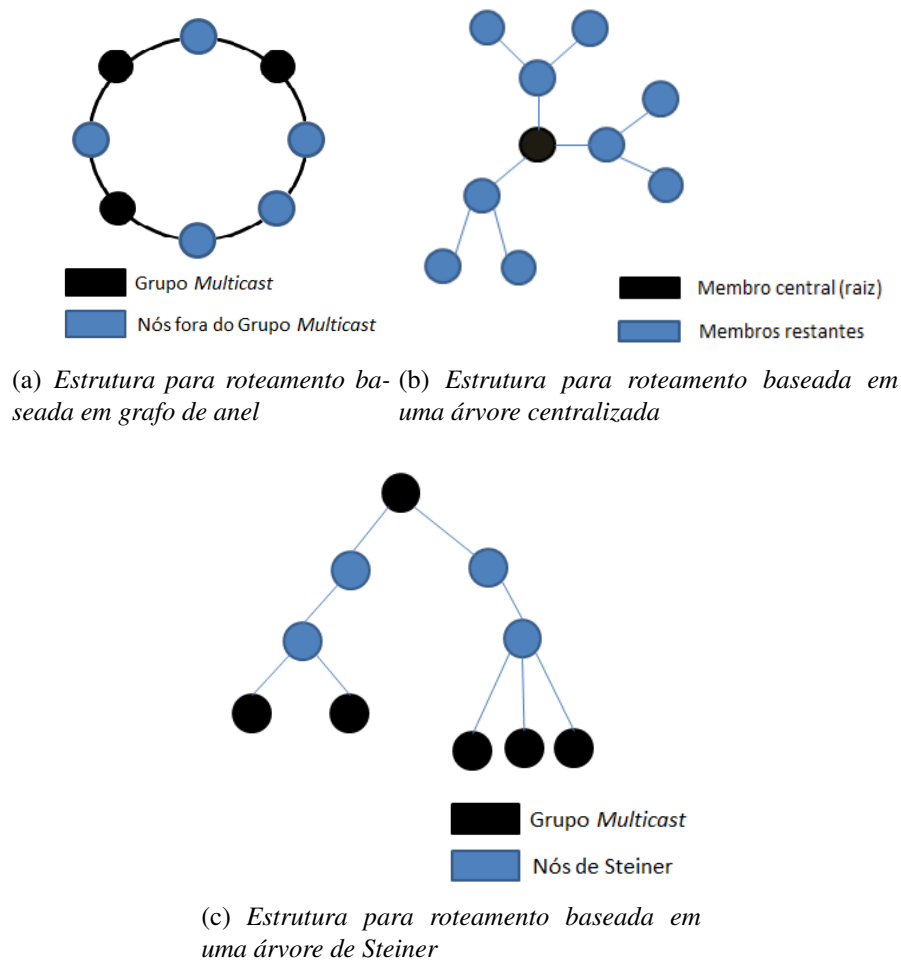 Grupo Multicast
Nós fora do Grupo Multicast
Membro central (raiz)
Membros restantes
(a) Estrutura para roteamento ba-
seada em grafo de anel
(b) Estrutura para roteamento baseada em
uma árvore centralizada
Grupo Multicast
Nós de Steiner
(c) Estrutura para roteamento baseada em
uma árvore de Steiner